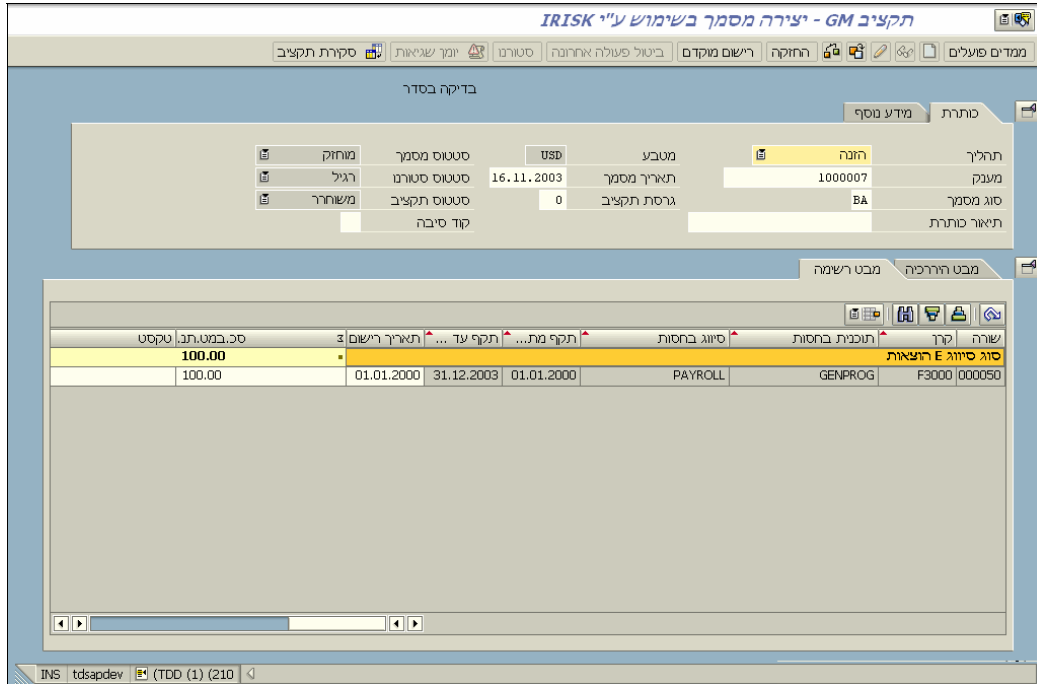 תקציב GM - יצירה מסמך בשימוש ע"י IRISK
ממדים פועלים החזקה רישום מוקדם ביטול פעולה אחרונה סטורנו יומן שגיאות סקירת תקציב
בדיקה בסדר
כותרת מידע נוסף
תהליך הזנה מטבע USD סטטוס מסמך מוחזק
מענק 1000007 תאריך מסמך 16.11.2003 סטטוס סטורנו רגיל
סוג מסמך BA גרסת תקציב 0 סטטוס תקציב משוחרר
תיאור כותרת קוד סיבה
מבט היררכיה מבט רשימה
שורה קרן תוכנית בחסות סיווג בחסות תקף מת... תקף עד ... תאריך רישום Σ סכ.במט.תנ. טקסט
סוג סיווג E הוצאות 100.00
000050 F3000 GENPROG PAYROLL 01.01.2000 31.12.2003 01.01.2000 100.00
INS tdsapdev (TDD (1) (210